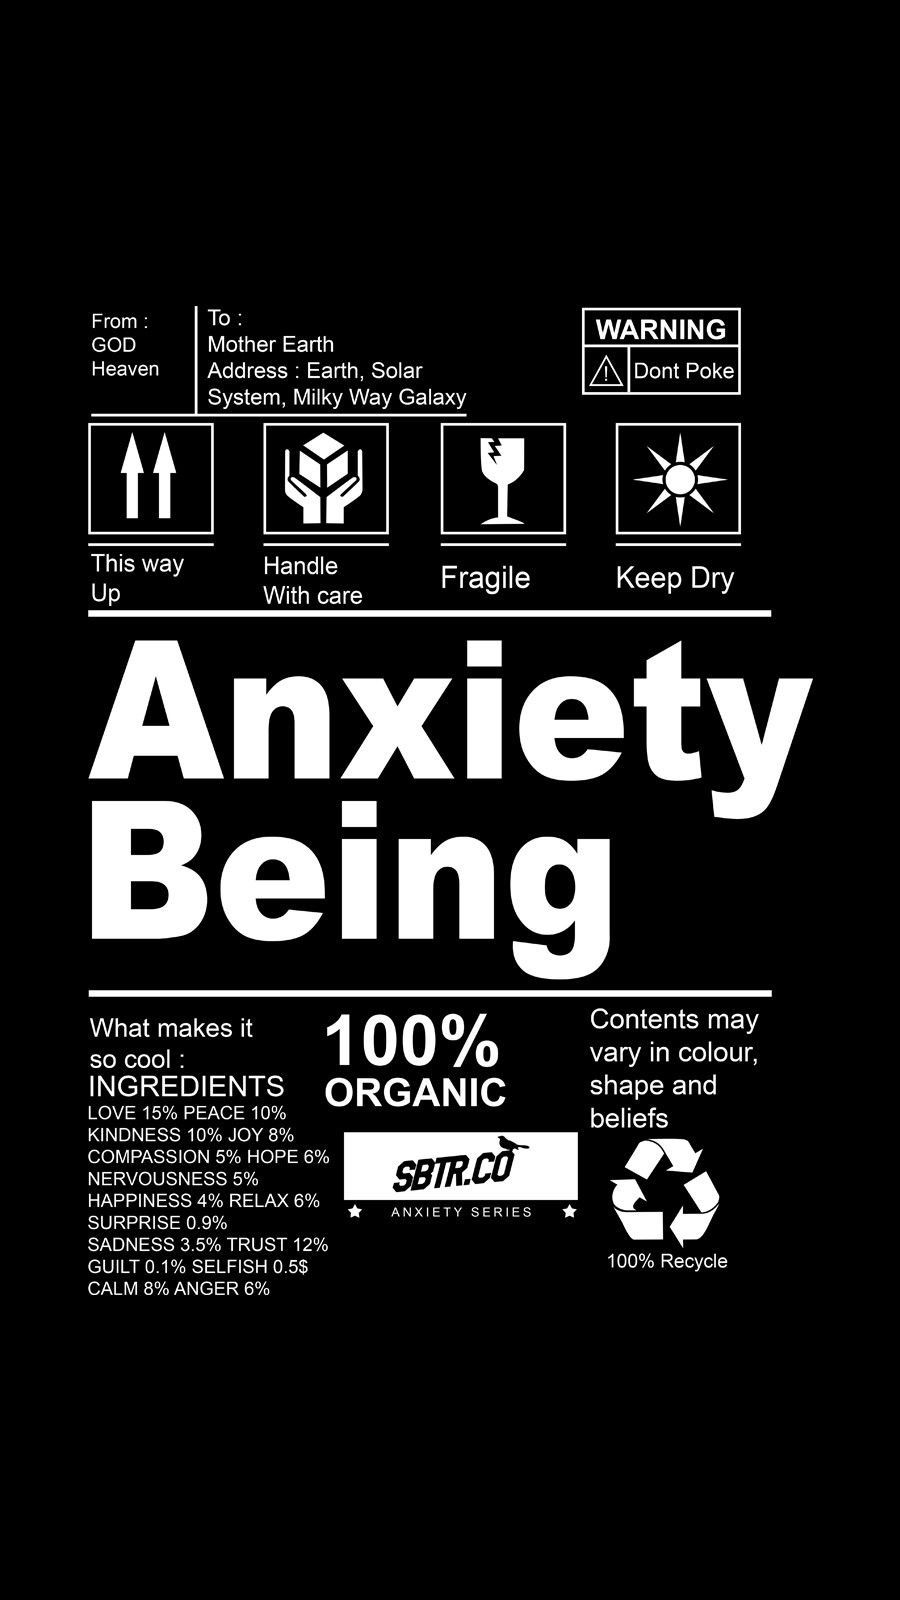 From :
GOD
Heaven
To :
Mother Earth
Address : Earth, Solar
System, Milky Way Galaxy
WARNING
Dont Poke
This way
Up
Handle
With care
Fragile
Keep Dry
Anxiety
Being
What makes it
so cool :
INGREDIENTS
LOVE 15% PEACE 10%
KINDNESS 10% JOY 8%
COMPASSION 5% HOPE 6%
NERVOUSNESS 5%
HAPPINESS 4% RELAX 6%
SURPRISE 0.9%
SADNESS 3.5% TRUST 12%
GUILT 0.1% SELFISH 0.5$
CALM 8% ANGER 6%
100%
ORGANIC
SBTR.CO
ANXIETY SERIES
Contents may
vary in colour,
shape and
beliefs
100% Recycle